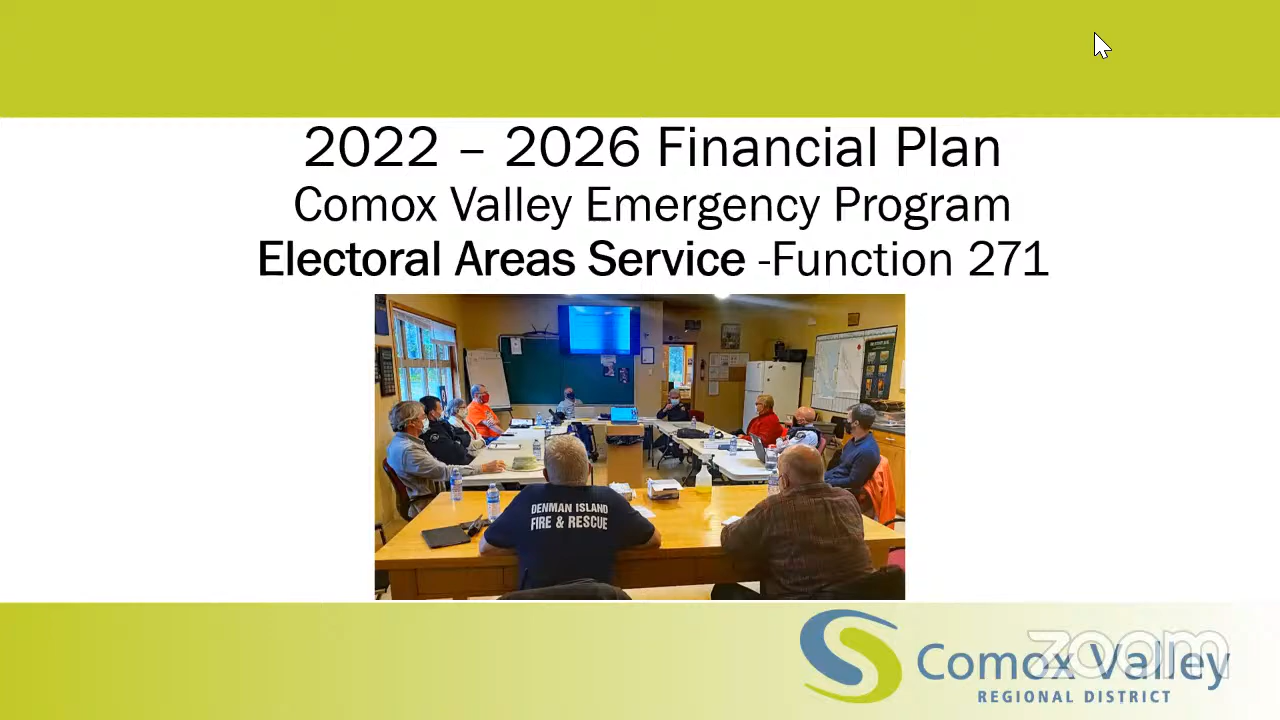 2022 – 2026 Financial Plan
Comox Valley Emergency Program
Electoral Areas Service -Function 271
DENMAN ISLAND
FIRE & RESCUE
Comox Valley
zoom
REGIONAL DISTRICT